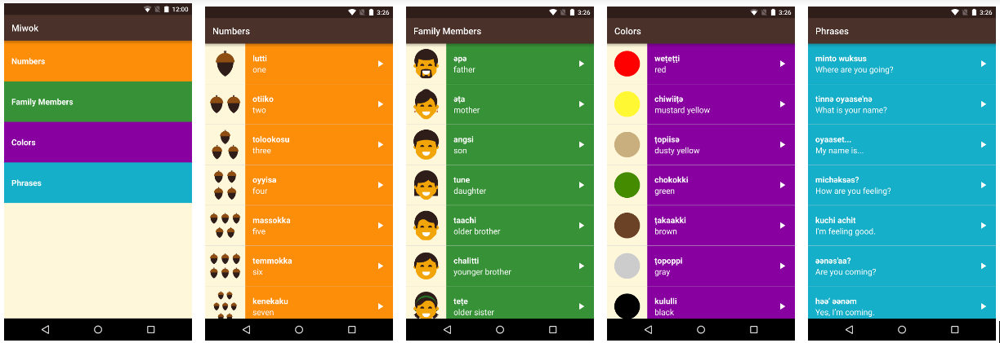 12:00
Miwok
Numbers
Family Members
Colors
Phrases
3:26
Numbers
lutti
one
otiiko
two
tolookosu
three
oyyisa
four
massokka
five
temmokka
six
kenekaku
seven
3:26
Family Members
әpә
father
әṭa
mother
angsi
son
tune
daughter
taachi
older brother
chalitti
younger brother
teṭe
older sister
3:26
Colors
weṭeṭṭi
red
chiwiiṭә
mustard yellow
ṭopiisә
dusty yellow
chokokki
green
ṭakaakki
brown
ṭopoppi
gray
kululli
black
3:26
Phrases
minto wuksus
Where are you going?
tinnә oyaase'nә
What is your name?
oyaaset...
My name is...
michәksәs?
How are you feeling?
kuchi achit
I'm feeling good.
әәnәs'aa?
Are you coming?
hәә' әәnәm
Yes, I'm coming.